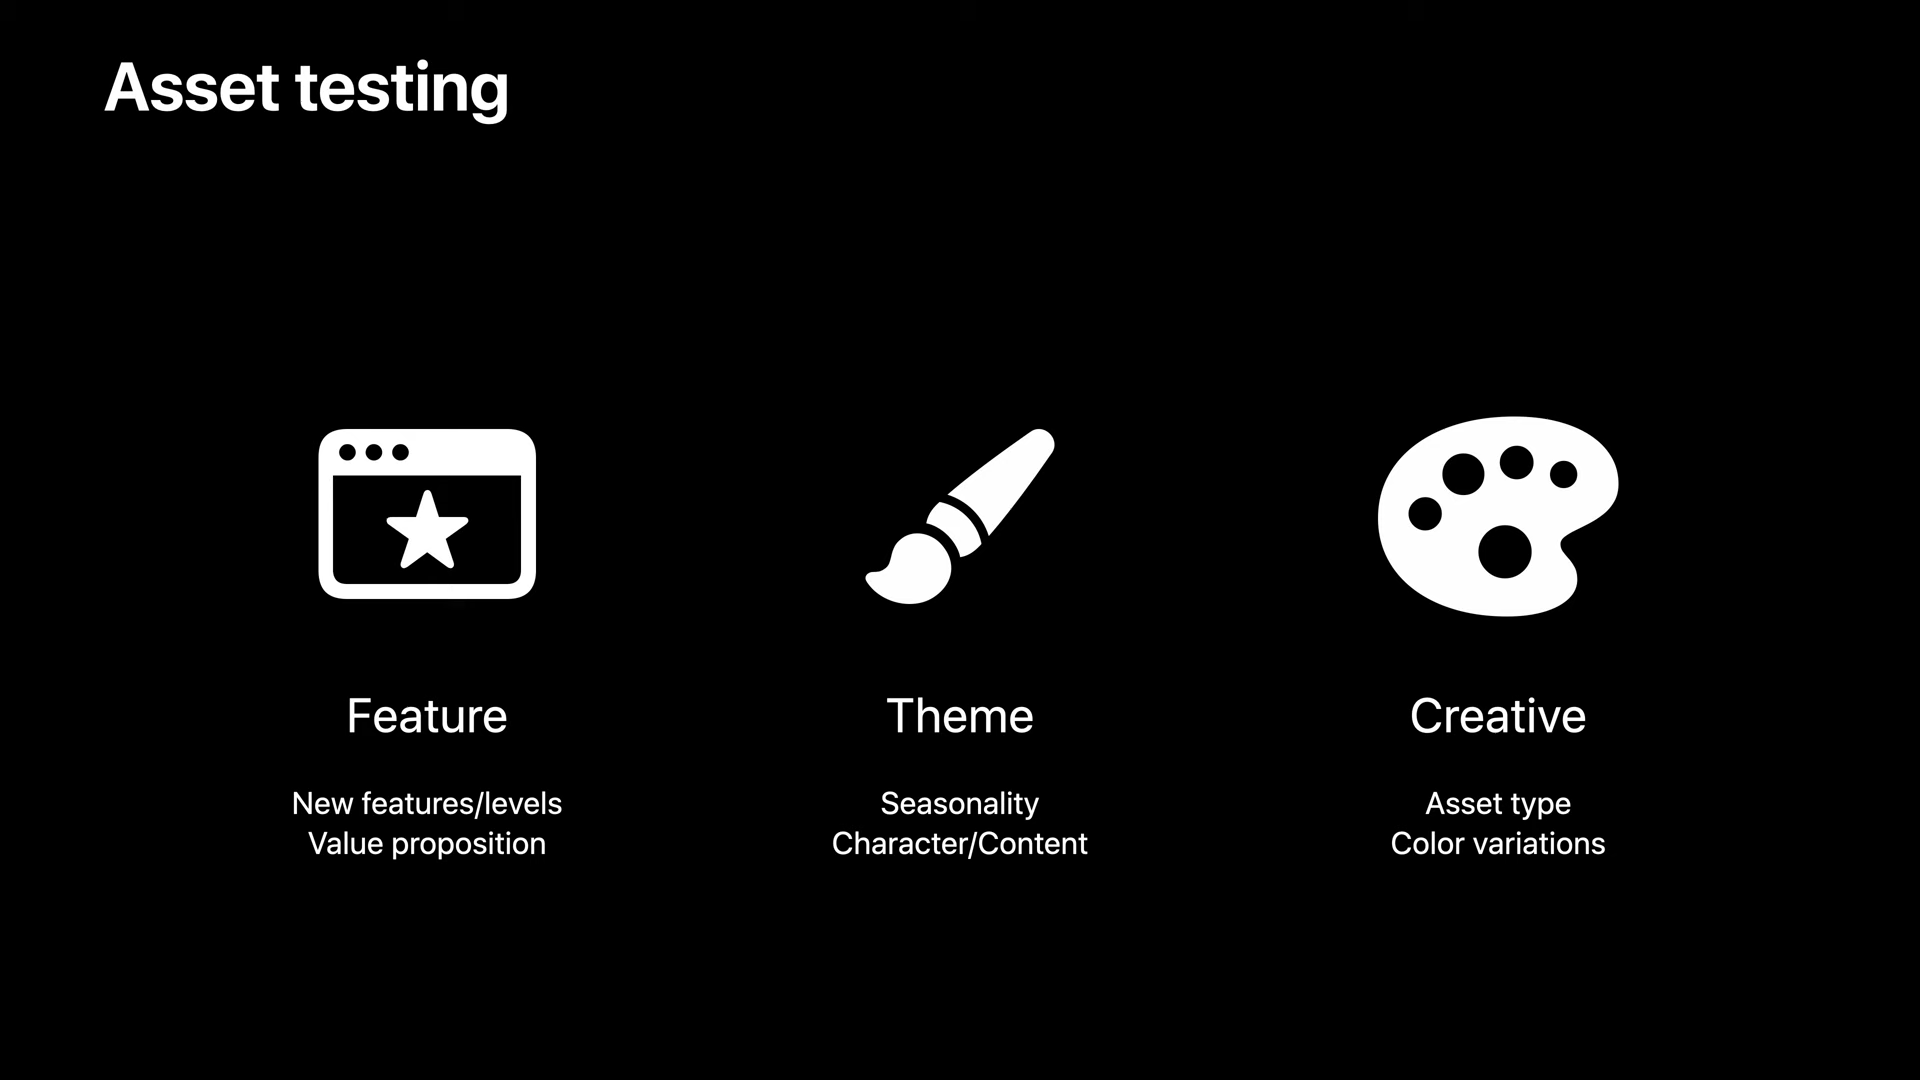 Asset testing
Feature
New features/levels
Value proposition
Theme
Seasonality
Character/Content
Creative
Asset type
Color variations